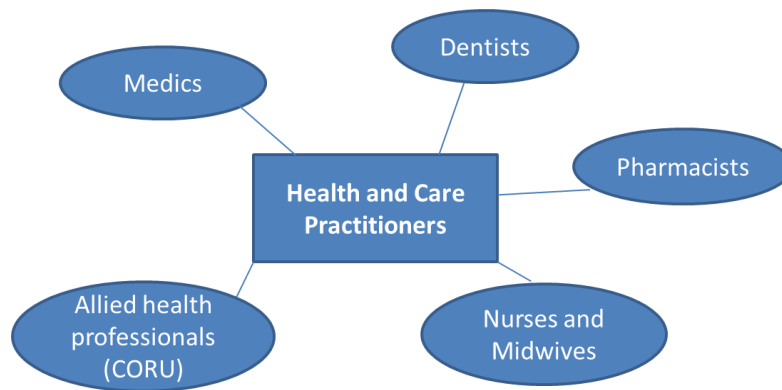 Dentists
Medics
Pharmacists
Health and Care
Practitioners
Allied health
professionals
(CORU)
Nurses and
Midwives